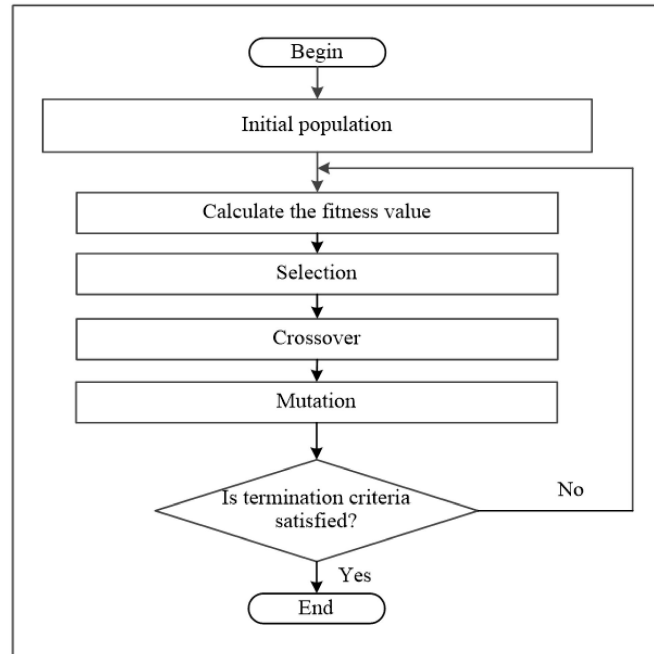 Begin
Initial population
Calculate the fitness value
Selection
Crossover
Mutation
Is termination criteria
satisfied?
No
Yes
End